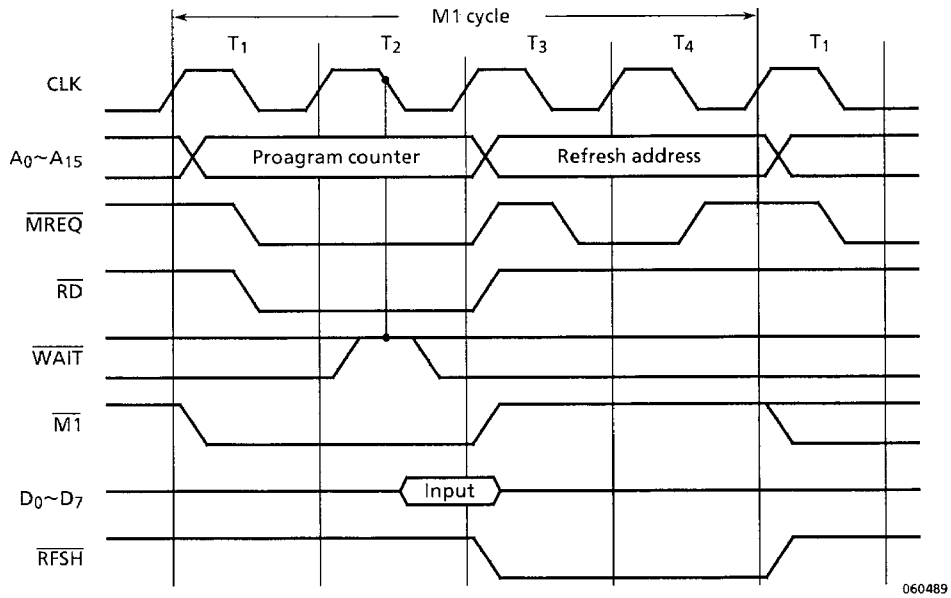 M1 cycle
T1 T2 T3 T4 T1
CLK
A0~A15 Proagram counter Refresh address
MREQ
RD
WAIT
M1
D0~D7 Input
RFSH
060489